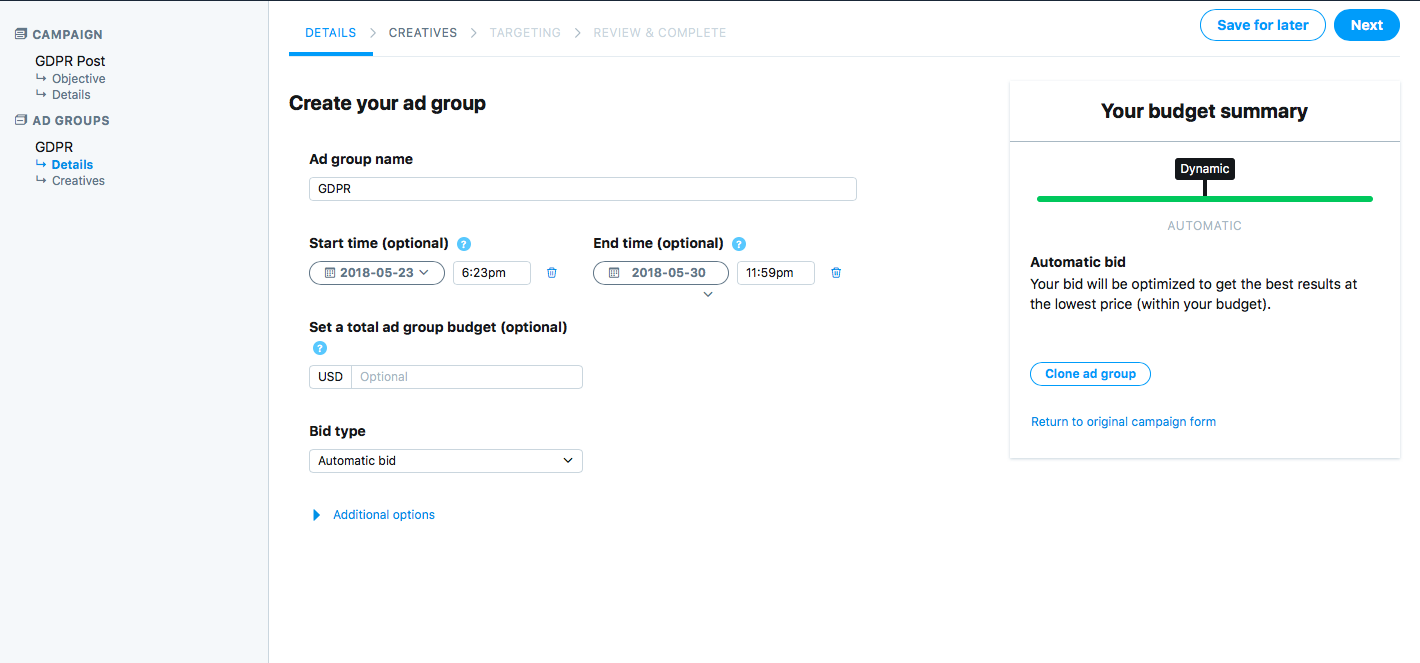 CAMPAIGN
GDPR Post
Objective
Details
AD GROUPS
GDPR
Details
Creatives
DETAILS
CREATIVES
TARGETING
REVIEW & COMPLETE
Save for later
Next
Create your ad group
Ad group name
GDPR
Start time (optional) ?
End time (optional) ?
2018-05-23
6:23pm
2018-05-30
11:59pm
Set a total ad group budget (optional)
?
USD
Optional
Bid type
Automatic bid
Additional options
Your budget summary
Dynamic
AUTOMATIC
Automatic bid
Your bid will be optimized to get the best results at
the lowest price (within your budget).
Clone ad group
Return to original campaign form